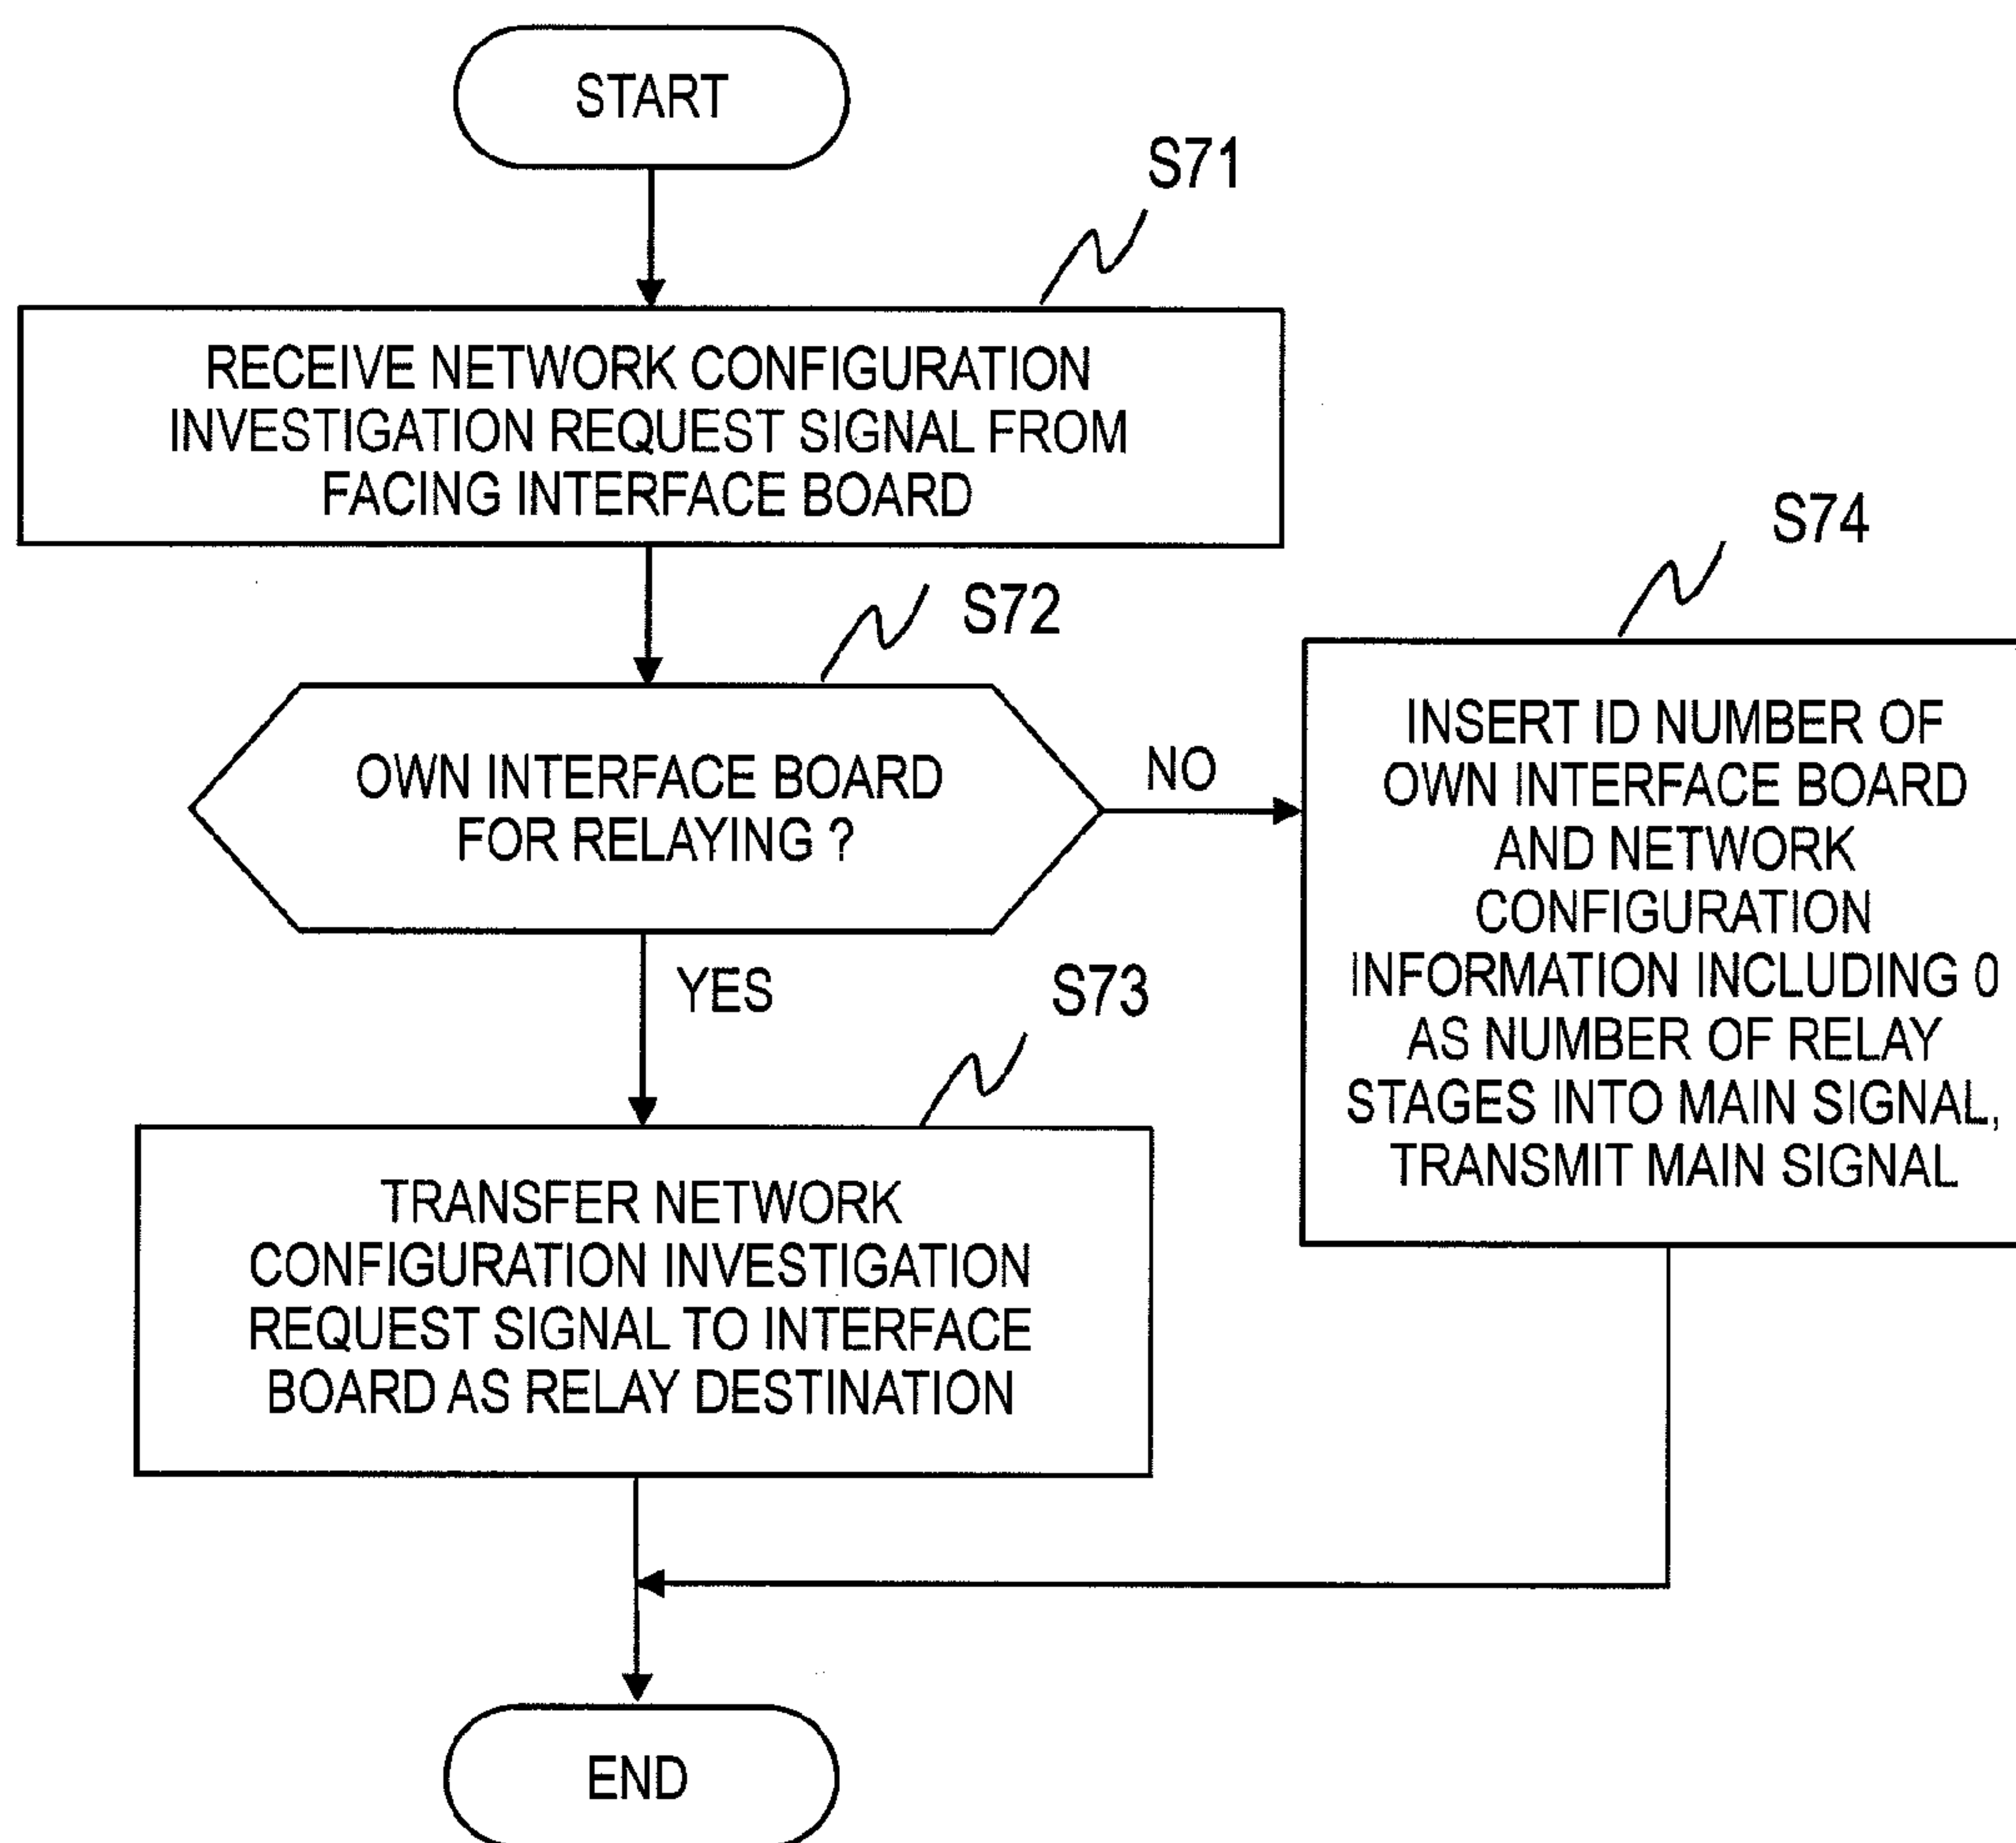 START
S71
RECEIVE NETWORK CONFIGURATION
INVESTIGATION REQUEST SIGNAL FROM
FACING INTERFACE BOARD
S72
OWN INTERFACE BOARD
FOR RELAYING ?
NO
YES
S74
INSERT ID NUMBER OF
OWN INTERFACE BOARD
AND NETWORK
CONFIGURATION
INFORMATION INCLUDING 0
AS NUMBER OF RELAY
STAGES INTO MAIN SIGNAL,
TRANSMIT MAIN SIGNAL
S73
TRANSFER NETWORK
CONFIGURATION INVESTIGATION
REQUEST SIGNAL TO INTERFACE
BOARD AS RELAY DESTINATION
END